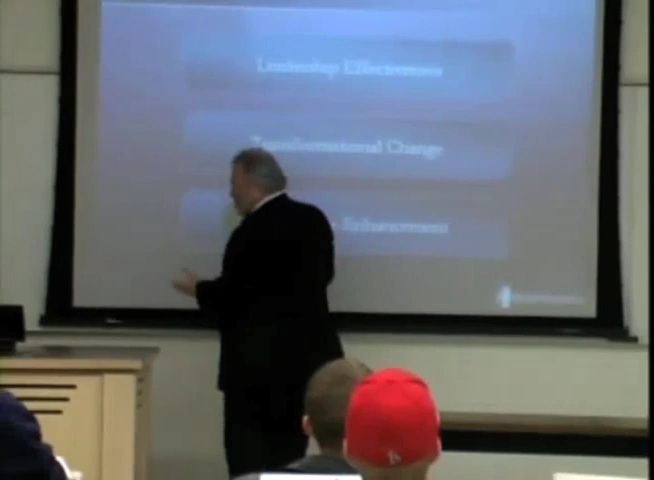 Leadership Effectiveness
Transformational Change
Enhancement